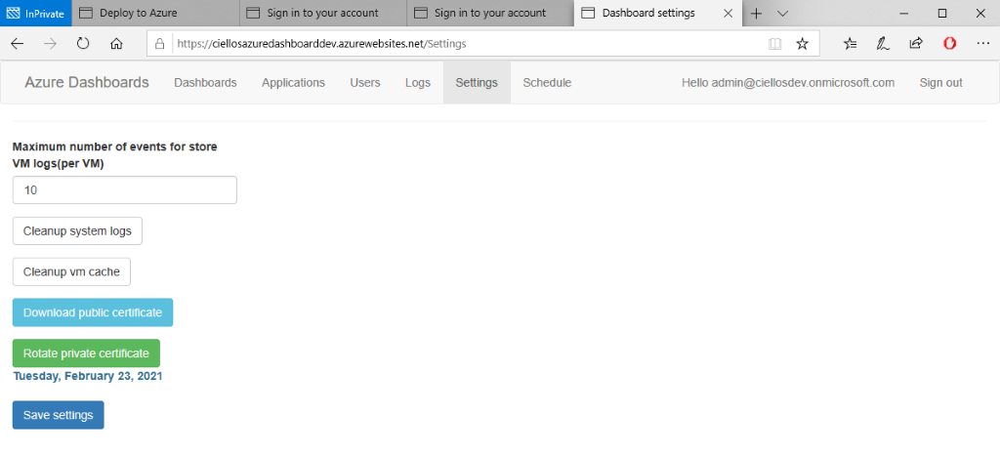 InPrivate Deploy to Azure Sign in to your account Sign in to your account Dashboard settings
https://ciellosazuredashboarddev.azurewebsites.net/Settings
Azure Dashboards Dashboards Applications Users Logs Settings Schedule Hello admin@ciellosdev.onmicrosoft.com Sign out
Maximum number of events for store
VM logs(per VM)
10
Cleanup system logs
Cleanup vm cache
Download public certificate
Rotate private certificate
Tuesday, February 23, 2021
Save settings